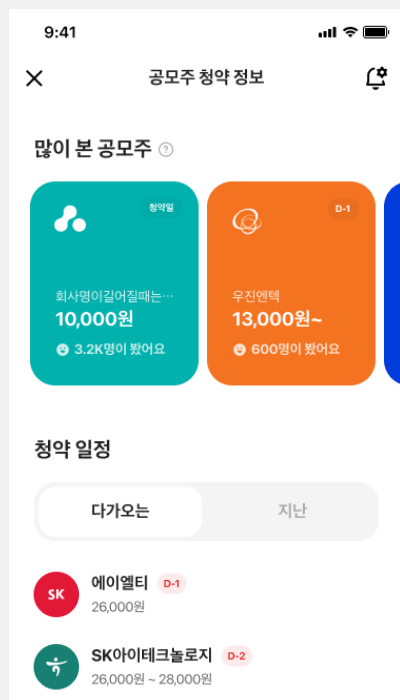 9:41
공모주 청약 정보
많이 본 공모주 ?
청약일
회사명이길어질때는…
10,000원
3.2K명이 봤어요
D-1
우진엔텍
13,000원~
600명이 봤어요
청약 일정
다가오는
지난
SK
에이엘티 D-1
26,000원
SK아이테크놀로지 D-2
26,000원 ~ 28,000원